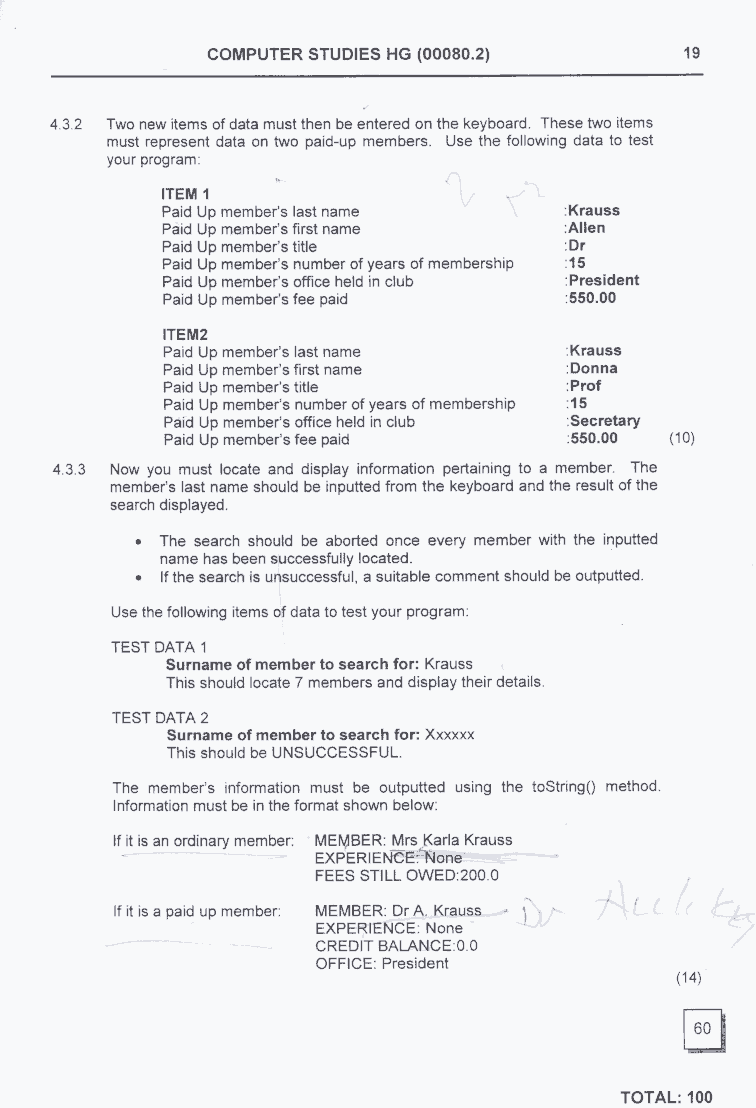 COMPUTER STUDIES HG (00080.2) 19
4.3.2 Two new items of data must then be entered on the keyboard. These two items
must represent data on two paid-up members. Use the following data to test
your program:
ITEM 1
Paid Up member's last name :Krauss
Paid Up member's first name :Allen
Paid Up member's title :Dr
Paid Up member's number of years of membership :15
Paid Up member's office held in club :President
Paid Up member's fee paid :550.00
ITEM2
Paid Up member's last name :Krauss
Paid Up member's first name :Donna
Paid Up member's title :Prof
Paid Up member's number of years of membership :15
Paid Up member's office held in club :Secretary
Paid Up member's fee paid :550.00 (10)
4.3.3 Now you must locate and display information pertaining to a member. The
member's last name should be inputted from the keyboard and the result of the
search displayed.
• The search should be aborted once every member with the inputted
name has been successfully located.
• If the search is unsuccessful, a suitable comment should be outputted.
Use the following items of data to test your program:
TEST DATA 1
Surname of member to search for: Krauss
This should locate 7 members and display their details.
TEST DATA 2
Surname of member to search for: Xxxxxx
This should be UNSUCCESSFUL.
The member's information must be outputted using the toString() method.
Information must be in the format shown below:
If it is an ordinary member: MEMBER: Mrs Karla Krauss
EXPERIENCE: None
FEES STILL OWED:200.0
If it is a paid up member: MEMBER: Dr A. Krauss Dr
EXPERIENCE: None
CREDIT BALANCE:0.0
OFFICE: President
(14)
60
TOTAL: 100